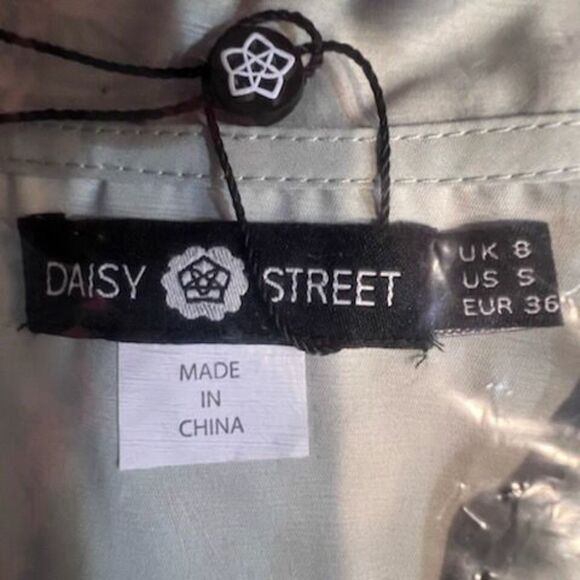 DAISY STREET
UK 8
US S
EUR 36
MADE
IN
CHINA